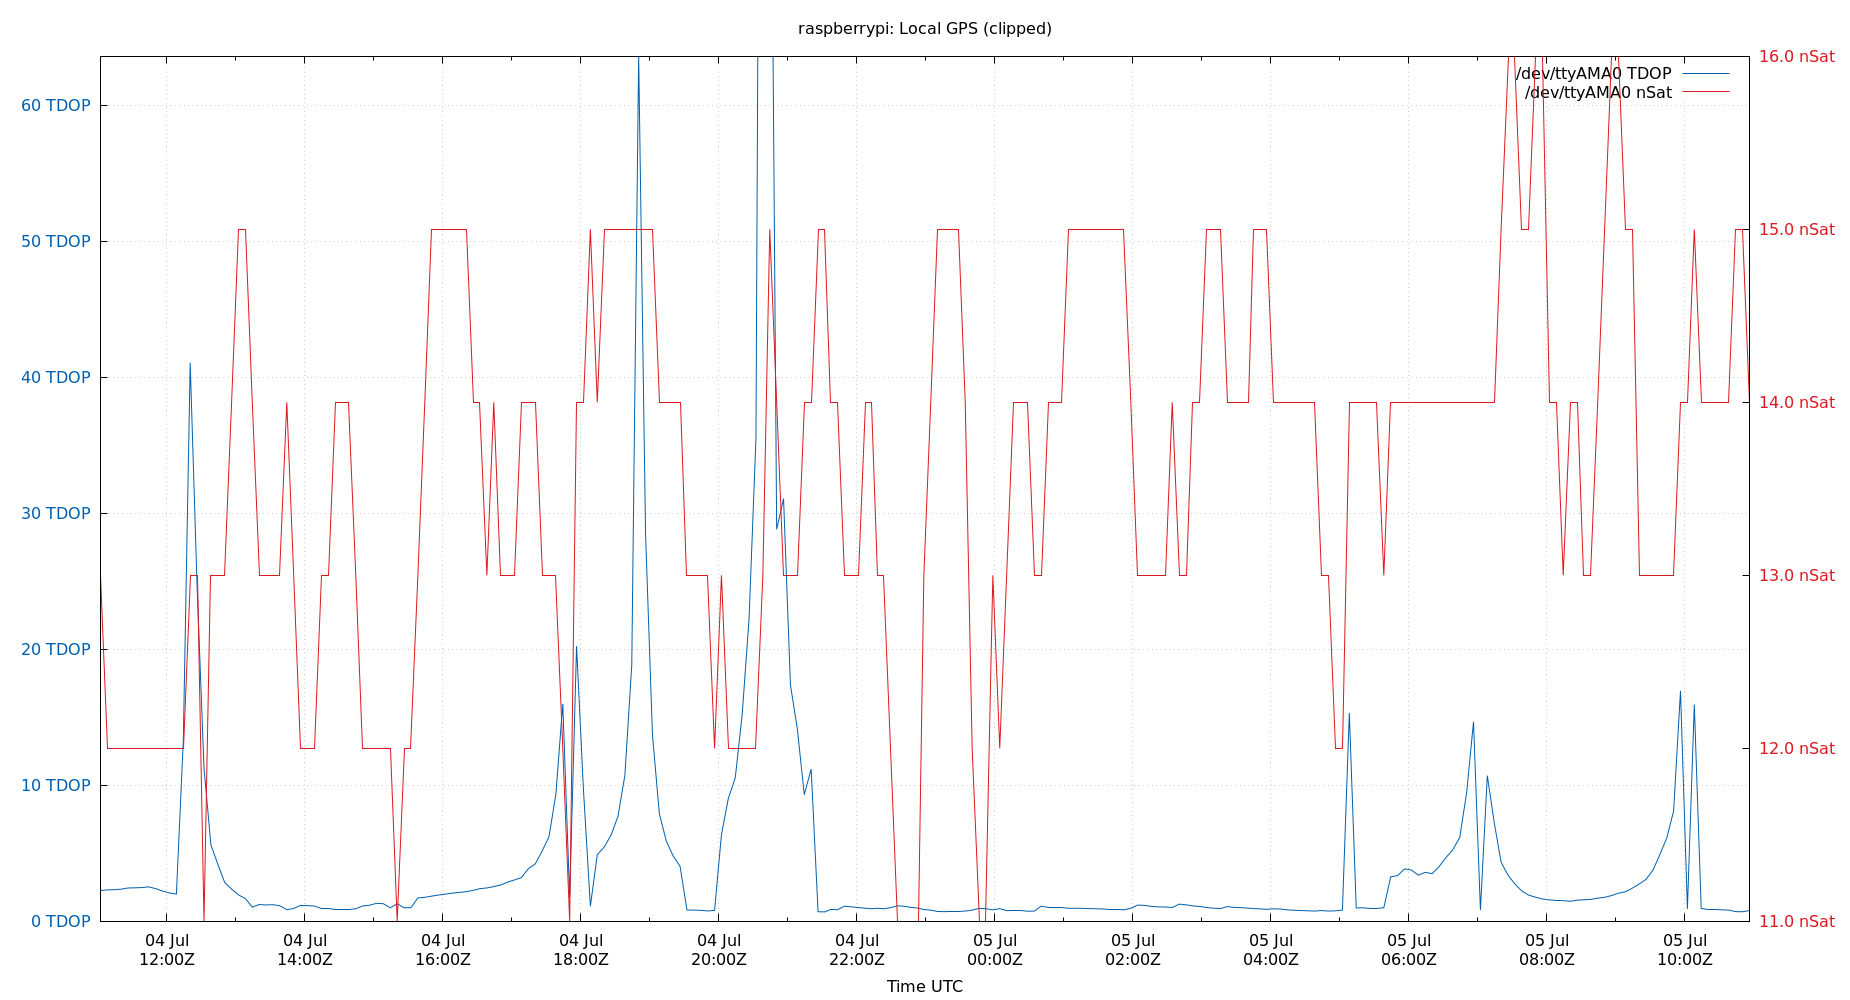 raspberrypi: Local GPS (clipped)
/dev/ttyAMA0 TDOP
/dev/ttyAMA0 nSat
60 TDOP
50 TDOP
40 TDOP
30 TDOP
20 TDOP
10 TDOP
0 TDOP
16.0 nSat
15.0 nSat
14.0 nSat
13.0 nSat
12.0 nSat
11.0 nSat
04 Jul
12:00Z
04 Jul
14:00Z
04 Jul
16:00Z
04 Jul
18:00Z
04 Jul
20:00Z
04 Jul
22:00Z
05 Jul
00:00Z
05 Jul
02:00Z
05 Jul
04:00Z
05 Jul
06:00Z
05 Jul
08:00Z
05 Jul
10:00Z
Time UTC